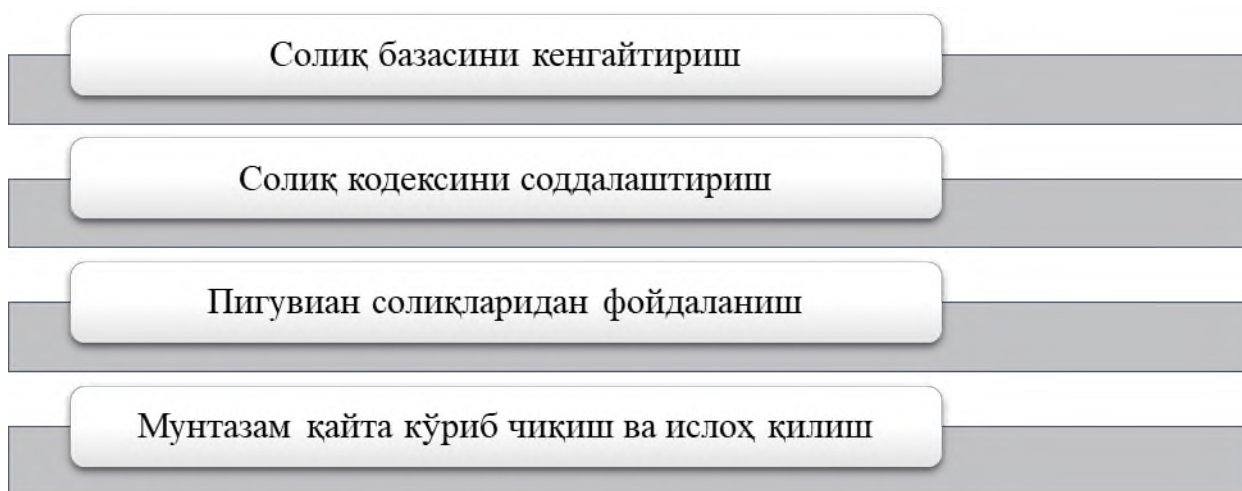 Солиқ базасини кенгайтириш
Солиқ кодексини соддалаштириш
Пигувиан солиқларидан фойдаланиш
Мунтазам қайта кўриб чиқиш ва ислоҳ қилиш